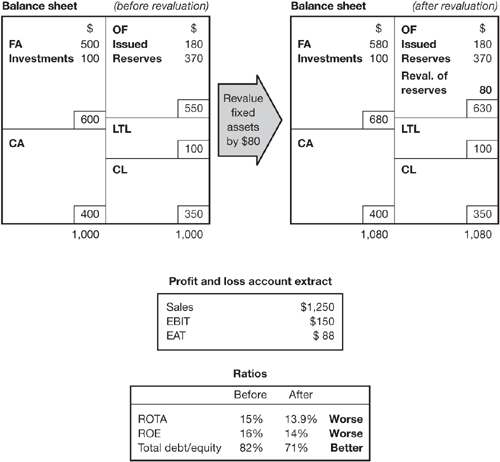 Balance sheet (before revaluation)
$ OF $
FA 500 Issued 180
Investments 100 Reserves 370
550
600
LTL
100
CA
CL
400 350
1,000 1,000
Revalue
fixed
assets
by $80
Balance sheet (after revaluation)
$ OF $
FA 580 Issued 180
Investments 100 Reserves 370
Reval. of
reserves 80
630
680
LTL
100
CA
CL
400 350
1,080 1,080
Profit and loss account extract
Sales $1,250
EBIT $150
EAT $ 88
Ratios
Before After
ROTA 15% 13.9% Worse
ROE 16% 14% Worse
Total debt/equity 82% 71% Better